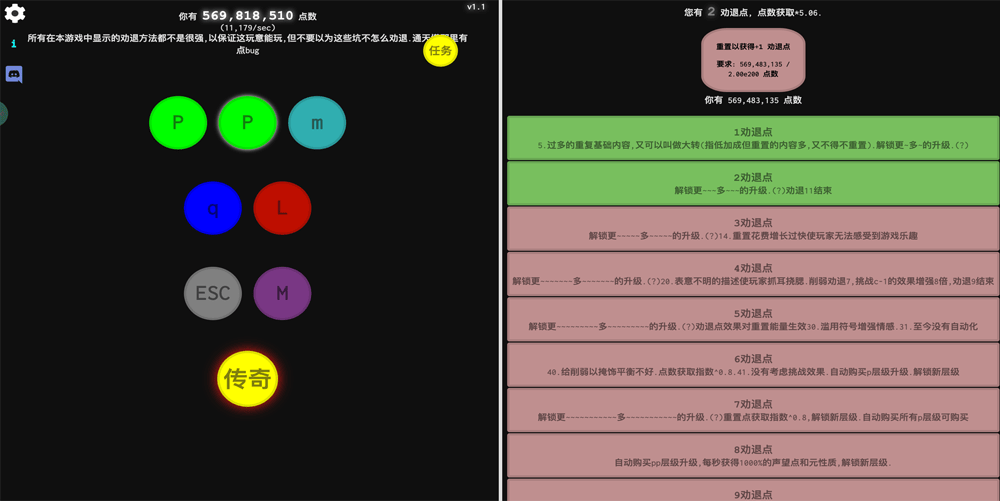 v1.1
你有 569,818,510 点数
(11,179/sec)
所有在本游戏中显示的劝退方法都不是很强,以保证这玩意能玩,但不要以为这些坑不怎么劝退.通天
里有
点bug
任务
i
P
P
m
q
L
ESC
M
传奇
您有 2 劝退点, 点数获取*5.06.
重置以获得+1 劝退点
要求: 569,483,135 /
2.00e200 点数
你有 569,483,135 点数
1劝退点
5.过多的重复基础内容,又可以叫做大转(指低加成但重置的内容多,又不得不重置).解锁更-多-的升级.(?)
2劝退点
解锁更---多---的升级.(?)劝退11结束
3劝退点
解锁更-----多-----的升级.(?)14.重置花费增长过快使玩家无法感受到游戏乐趣
4劝退点
解锁更-------多-------的升级.(?)20.表意不明的描述使玩家抓耳挠腮.削弱劝退7,挑战c-1的效果增强8倍,劝退9结束
5劝退点
解锁更---------多---------的升级.(?)劝退点效果对重置能量生效30.滥用符号增强情感.31.至今没有自动化
6劝退点
40.给削弱以掩饰平衡不好.点数获取指数^0.8.41.没有考虑挑战效果.自动购买p层级升级.解锁新层级
7劝退点
解锁更-----------多-----------的升级.(?)重置点获取指数^0.8,解锁新层级.自动购买所有p层级可购买
8劝退点
自动购买pp层级升级,每秒获得1000%的声望点和元性质,解锁新层级.
9劝退点